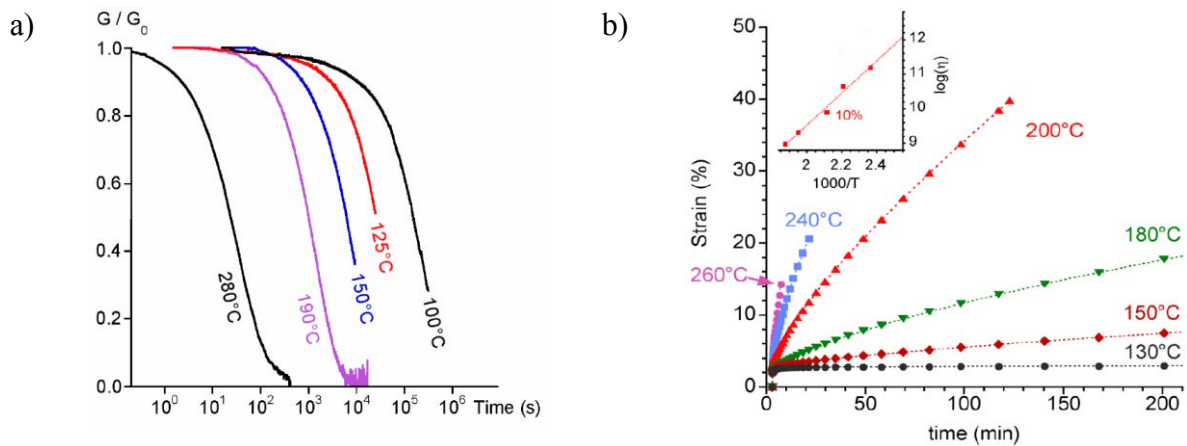 a)
G / G0
1.0
0.8
0.6
0.4
0.2
0.0
280°C
190°C
150°C
125°C
100°C
10^0 10^1 10^2 10^3 10^4 10^5 10^6 Time (s)
b)
50
40
30
20
10
0
Strain (%)
12
11
10
9
log(η)
10%
2 2.2 2.4
1000/T
200°C
240°C
260°C
180°C
150°C
130°C
0 50 100 150 200
time (min)